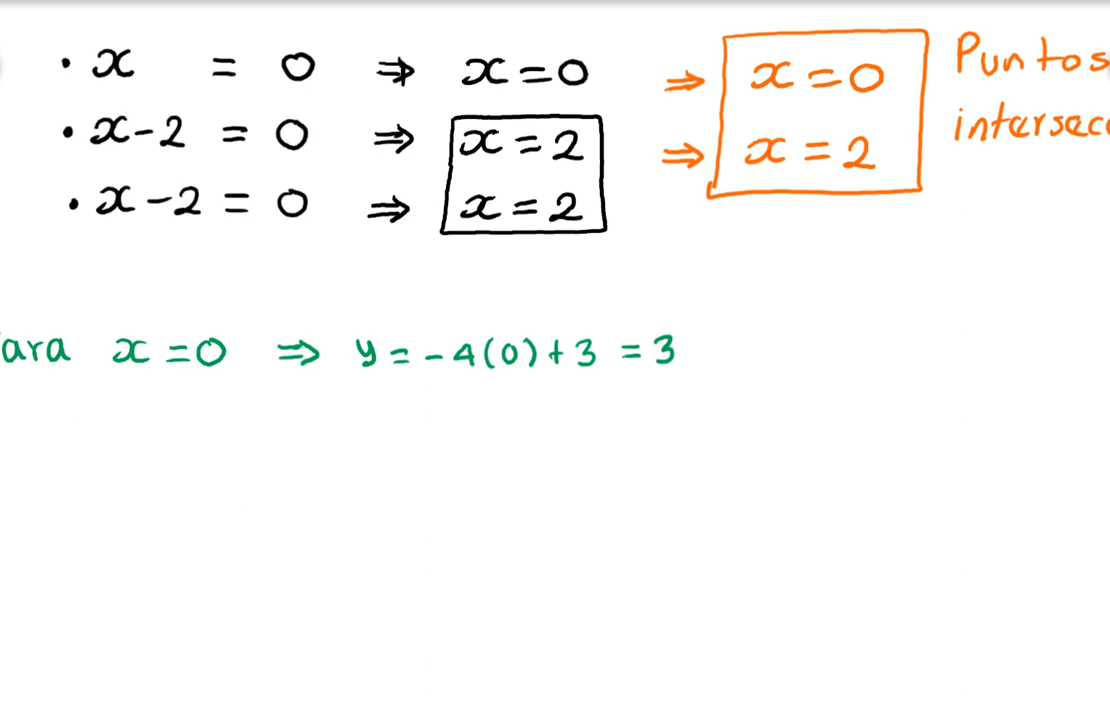 · x = 0 ⇒ x = 0 ⇒ x = 0 Puntos
· x - 2 = 0 ⇒ x = 2 ⇒ x = 2 intersec
· x - 2 = 0 ⇒ x = 2
ara x = 0 ⇒ y = -4(0) + 3 = 3